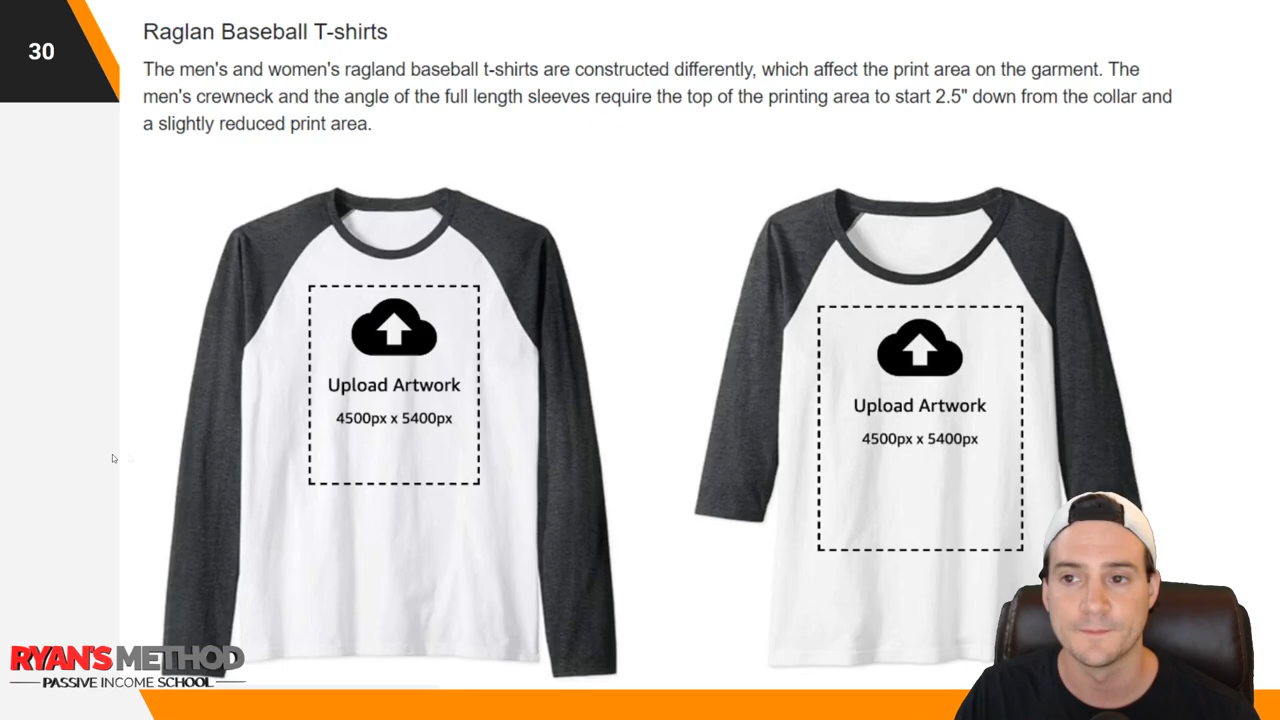 30
Raglan Baseball T-shirts
The men's and women's ragland baseball t-shirts are constructed differently, which affect the print area on the garment. The
men's crewneck and the angle of the full length sleeves require the top of the printing area to start 2.5" down from the collar and
a slightly reduced print area.
Upload Artwork
4500px x 5400px
Upload Artwork
4500px x 5400px
RYAN'S METHOD
PASSIVE INCOME SCHOOL